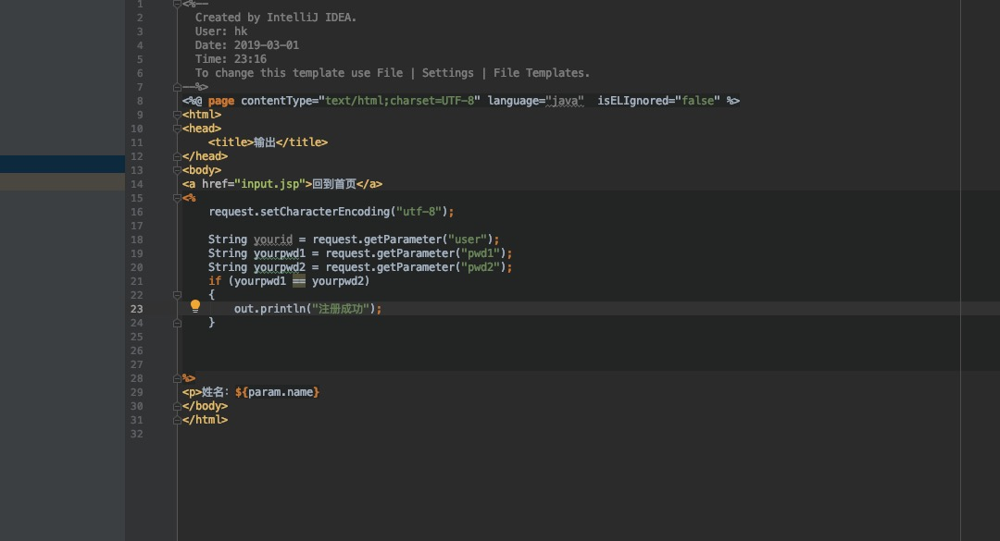 1 <%--
2 Created by IntelliJ IDEA.
3 User: hk
4 Date: 2019-03-01
5 Time: 23:16
6 To change this template use File | Settings | File Templates.
7 --%>
8 <%@ page contentType="text/html;charset=UTF-8" language="java"  isELIgnored="false" %>
9 <html>
10 <head>
11 <title>输出</title>
12 </head>
13 <body>
14 <a href="input.jsp">回到首页</a>
15 <%
16 request.setCharacterEncoding("utf-8");
17
18 String yourid = request.getParameter("user");
19 String yourpwd1 = request.getParameter("pwd1");
20 String yourpwd2 = request.getParameter("pwd2");
21 if (yourpwd1 == yourpwd2)
22 {
23 out.println("注册成功");
24 }
25
26
27
28 %>
29 <p>姓名: ${param.name}
30 </body>
31 </html>
32